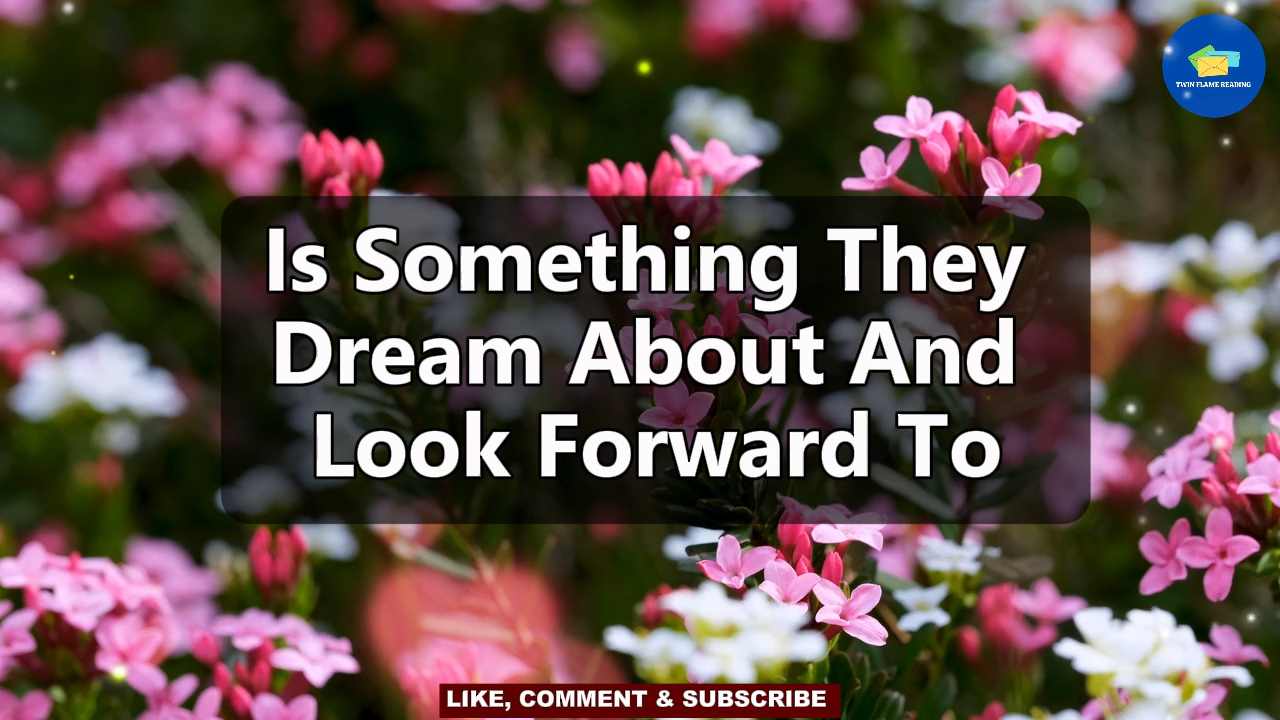 TWIN FLAME READING
Is Something They
Dream About And
Look Forward To
LIKE, COMMENT & SUBSCRIBE